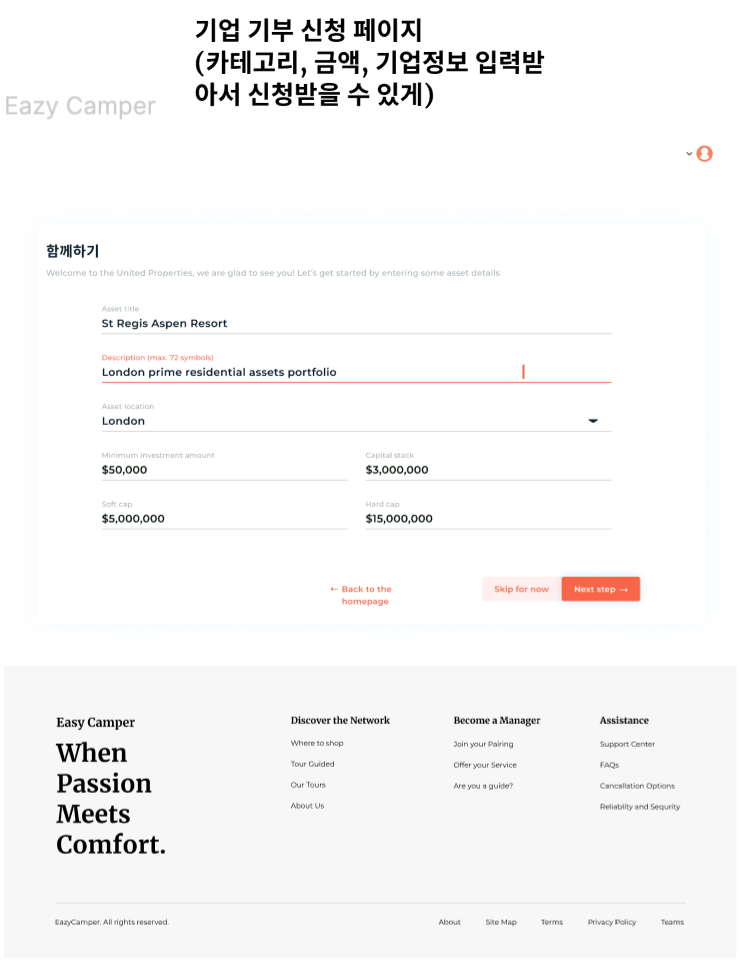 기업 기부 신청 페이지
(카테고리, 금액, 기업정보 입력받
아서 신청받을 수 있게)
Eazy Camper
함께하기
Welcome to the United Properties, we are glad to see you! Let's get started by entering some asset details
Asset title
St Regis Aspen Resort
Description (max. 72 symbols)
London prime residential assets portfolio
Asset location
London
Minimum investment amount
$50,000
Capital stack
$3,000,000
Soft cap
$5,000,000
Hard cap
$15,000,000
← Back to the
homepage
Skip for now
Next step →
Easy Camper
When
Passion
Meets
Comfort.
Discover the Network
Where to shop
Tour Guided
Our Tours
About Us
Become a Manager
Join your Pairing
Offer your Service
Are you a guide?
Assistance
Support Center
FAQs
Cancallation Options
Reliablity and Sequrity
EazyCamper. All rights reserved.
About
Site Map
Terms
Privacy Policy
Teams